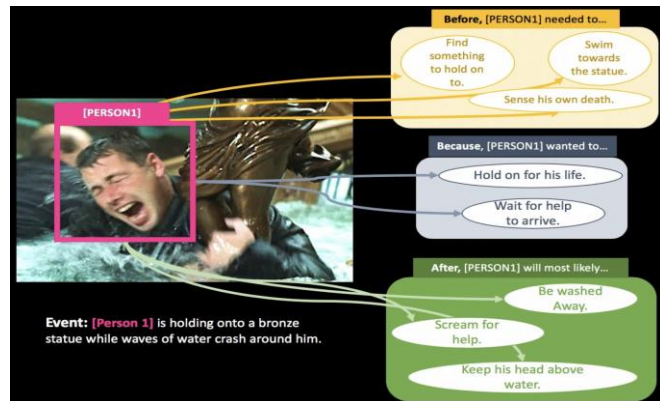 Before, [PERSON1] needed to...
Find
something
to hold on
to.
Swim
towards
the statue.
Sense his own death.
[PERSON1]
Because, [PERSON1] wanted to...
Hold on for his life.
Wait for help
to arrive.
After, [PERSON1] will most likely...
Be washed
Away.
Scream for
help.
Keep his head above
water.
Event: [Person 1] is holding onto a bronze
statue while waves of water crash around him.